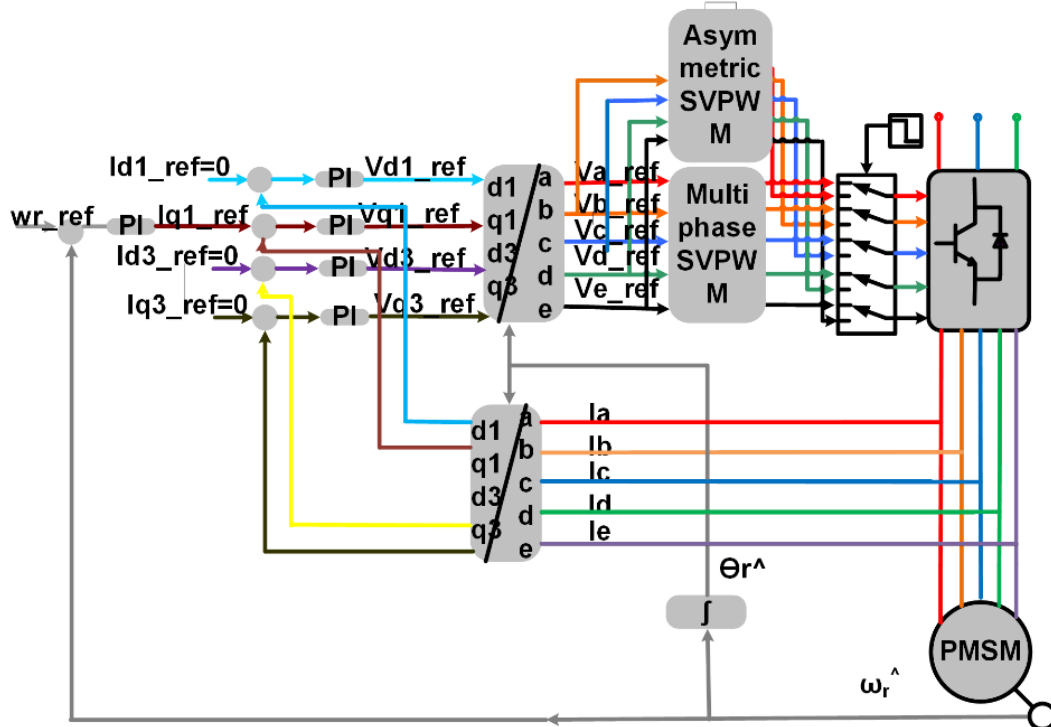 Asym
metric
SVPW
M
Id1_ref=0
PI
Vd1_ref
wr_ref
PI
Iq1_ref
PI
Vq1_ref
Id3_ref=0
PI
Vd3_ref
Iq3_ref=0
PI
Vq3_ref
d1
q1
d3
q3
a
b
c
d
e
Va_ref
Vb_ref
Vc_ref
Vd_ref
Ve_ref
Multi
phase
SVPW
M
d1
q1
d3
q3
a
b
c
d
e
Ia
Ib
Ic
Id
Ie
Θr^
∫
PMSM
ωr^